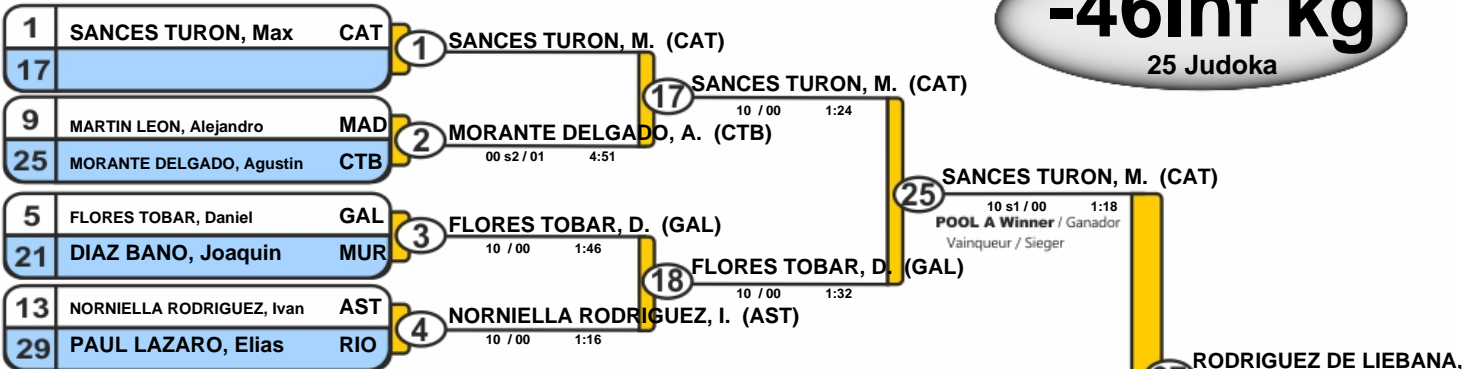 -46inf kg
25 Judoka
1 SANCES TURON, Max CAT
17
1 SANCES TURON, M. (CAT)
17 SANCES TURON, M. (CAT)
10 / 00 1:24
9 MARTIN LEON, Alejandro MAD
25 MORANTE DELGADO, Agustin CTB
2 MORANTE DELGADO, A. (CTB)
00 s2 / 01 4:51
25 SANCES TURON, M. (CAT)
10 s1 / 00 1:18
POOL A Winner / Ganador
Vainqueur / Sieger
5 FLORES TOBAR, Daniel GAL
21 DIAZ BANO, Joaquin MUR
3 FLORES TOBAR, D. (GAL)
10 / 00 1:46
18 FLORES TOBAR, D. (GAL)
10 / 00 1:32
13 NORNIELLA RODRIGUEZ, Ivan AST
29 PAUL LAZARO, Elias RIO
4 NORNIELLA RODRIGUEZ, I. (AST)
10 / 00 1:16
RODRIGUEZ DE LIEBANA,